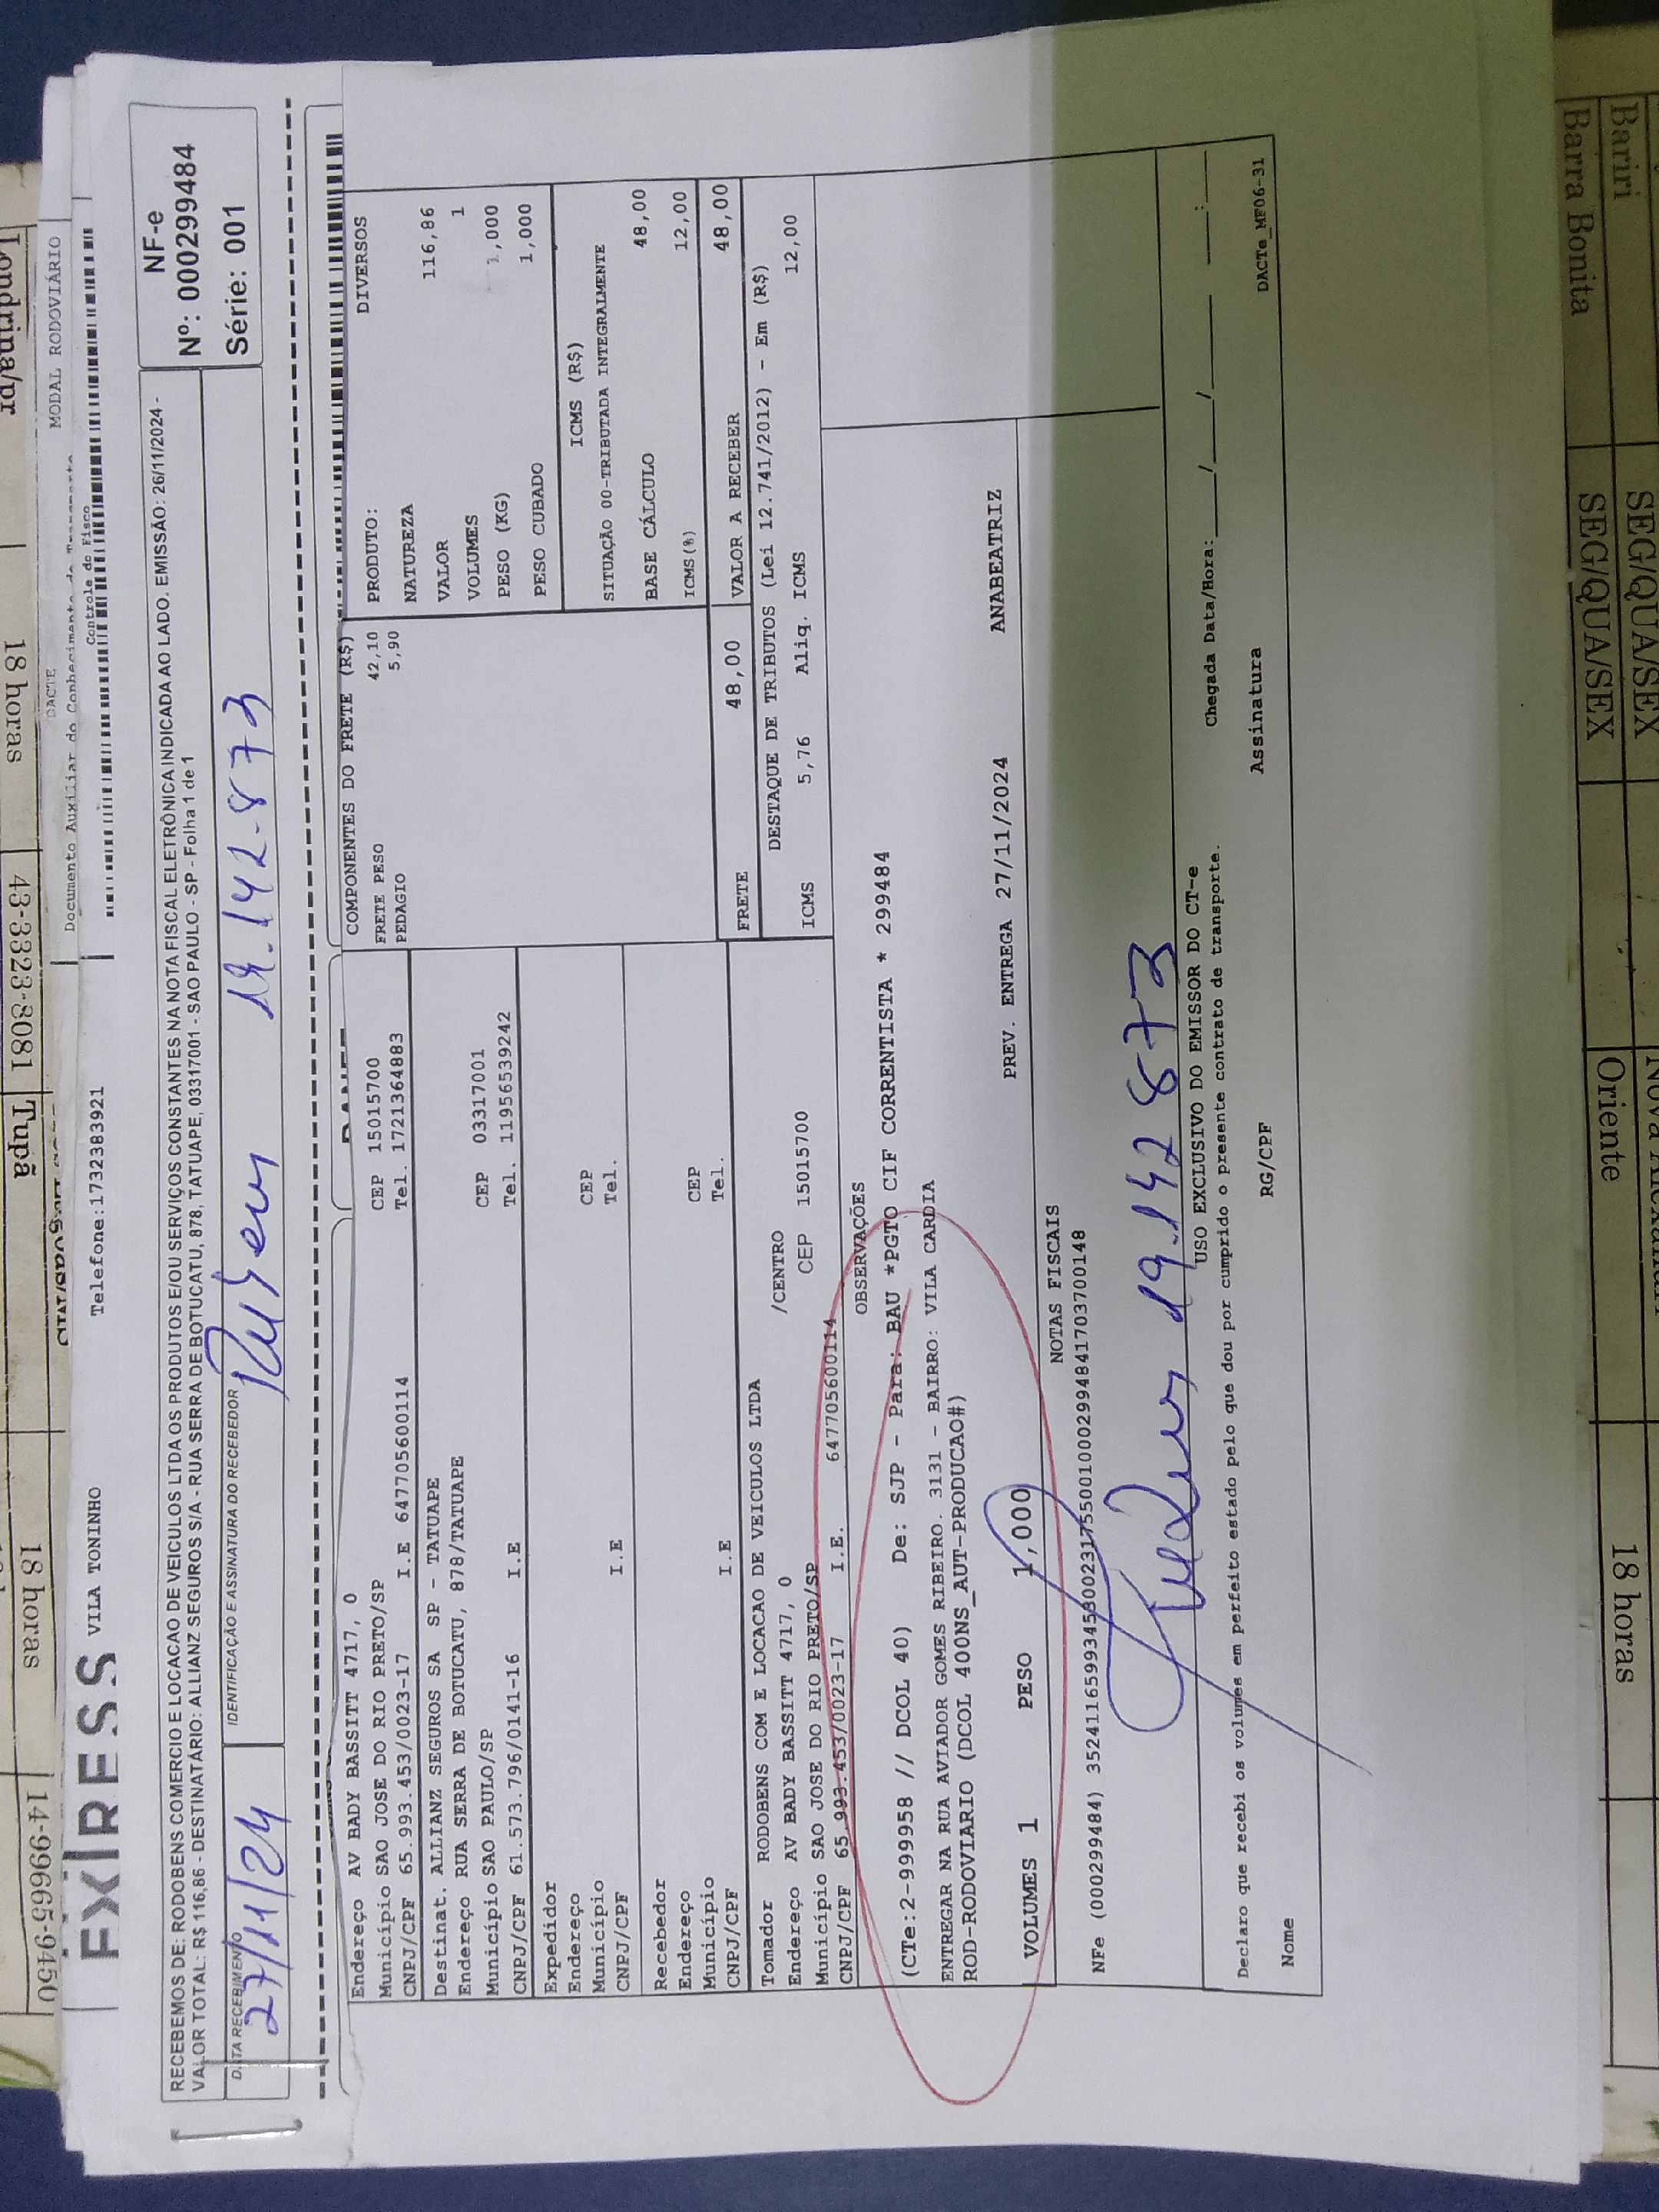 Londrina/pr
18 horas
43-3323-8081
Tupã
18 horas
14-99665-9450
DACTE
MODAL RODOVIÁRIO
Documento Auxiliar do Conhecimento de Transporte
Controle do Fisco
EXPRESS VILA TONINHO Telefone:1732383921
RECEBEMOS DE: RODOBENS COMERCIO E LOCACAO DE VEICULOS LTDA OS PRODUTOS E/OU SERVIÇOS CONSTANTES NA NOTA FISCAL ELETRÔNICA INDICADA AO LADO. EMISSÃO: 26/11/2024 -
VALOR TOTAL: R$ 116,86 - DESTINATÁRIO: ALLIANZ SEGUROS S/A - RUA SERRA DE BOTUCATU, 878, TATUAPE, 03317001 - SAO PAULO - SP - Folha 1 de 1
NF-e
Nº: 000299484
Série: 001
DATA RECEBIMENTO
27/11/24
IDENTIFICAÇÃO E ASSINATURA DO RECEBEDOR
Rubens 19.142.873
Endereço AV BADY BASSITT 4717, 0 CEP 15015700
Município SAO JOSE DO RIO PRETO/SP Tel. 1721364883
CNPJ/CPF 65.993.453/0023-17 I.E 647705600114
Destinat. ALLIANZ SEGUROS SA SP - TATUAPE
Endereço RUA SERRA DE BOTUCATU, 878/TATUAPE CEP 03317001
Município SAO PAULO/SP Tel. 11956539242
CNPJ/CPF 61.573.796/0141-16 I.E
Expedidor
Endereço CEP
Município Tel.
CNPJ/CPF I.E
Recebedor
Endereço CEP
Município Tel.
CNPJ/CPF I.E
Tomador RODOBENS COM E LOCACAO DE VEICULOS LTDA
Endereço AV BADY BASSITT 4717, 0 /CENTRO
Município SAO JOSE DO RIO PRETO/SP CEP 15015700
CNPJ/CPF 65.993.453/0023-17 I.E. 647705600114
COMPONENTES DO FRETE (R$)
FRETE PESO 42,10
PEDAGIO 5,90
FRETE 48,00
PRODUTO: DIVERSOS
NATUREZA
VALOR 116,86
VOLUMES 1
PESO (KG) 1,000
PESO CUBADO 1,000
ICMS (R$)
SITUAÇÃO 00-TRIBUTADA INTEGRALMENTE
BASE CÁLCULO 48,00
ICMS(%) 12,00
VALOR A RECEBER 48,00
DESTAQUE DE TRIBUTOS (Lei 12.741/2012) - Em (R$)
ICMS 5,76 Aliq. ICMS 12,00
OBSERVAÇÕES
(CTe:2-999958 // DCOL 40) De: SJP - Para: BAU *PGTO CIF CORRENTISTA * 299484
ENTREGAR NA RUA AVIADOR GOMES RIBEIRO. 3131 - BAIRRO: VILA CARDIA
ROD-RODOVIARIO (DCOL 400NS_AUT-PRODUCAO#)
PREV. ENTREGA 27/11/2024 ANABEATRIZ
VOLUMES 1 PESO 1,000
NOTAS FISCAIS
NFe (000299484) 35241165993453002317550010002994841703700148
Rubens 19.142 873
USO EXCLUSIVO DO EMISSOR DO CT-e
Declaro que recebi os volumes em perfeito estado pelo que dou por cumprido o presente contrato de transporte.
Chegada Data/Hora:____/____/____ ___:___
Nome RG/CPF Assinatura DACTe_MF06-31
Barra Bonita
SEG/QUA/SEX
Oriente
18 horas
Bariri
SEG/QUA/SEX